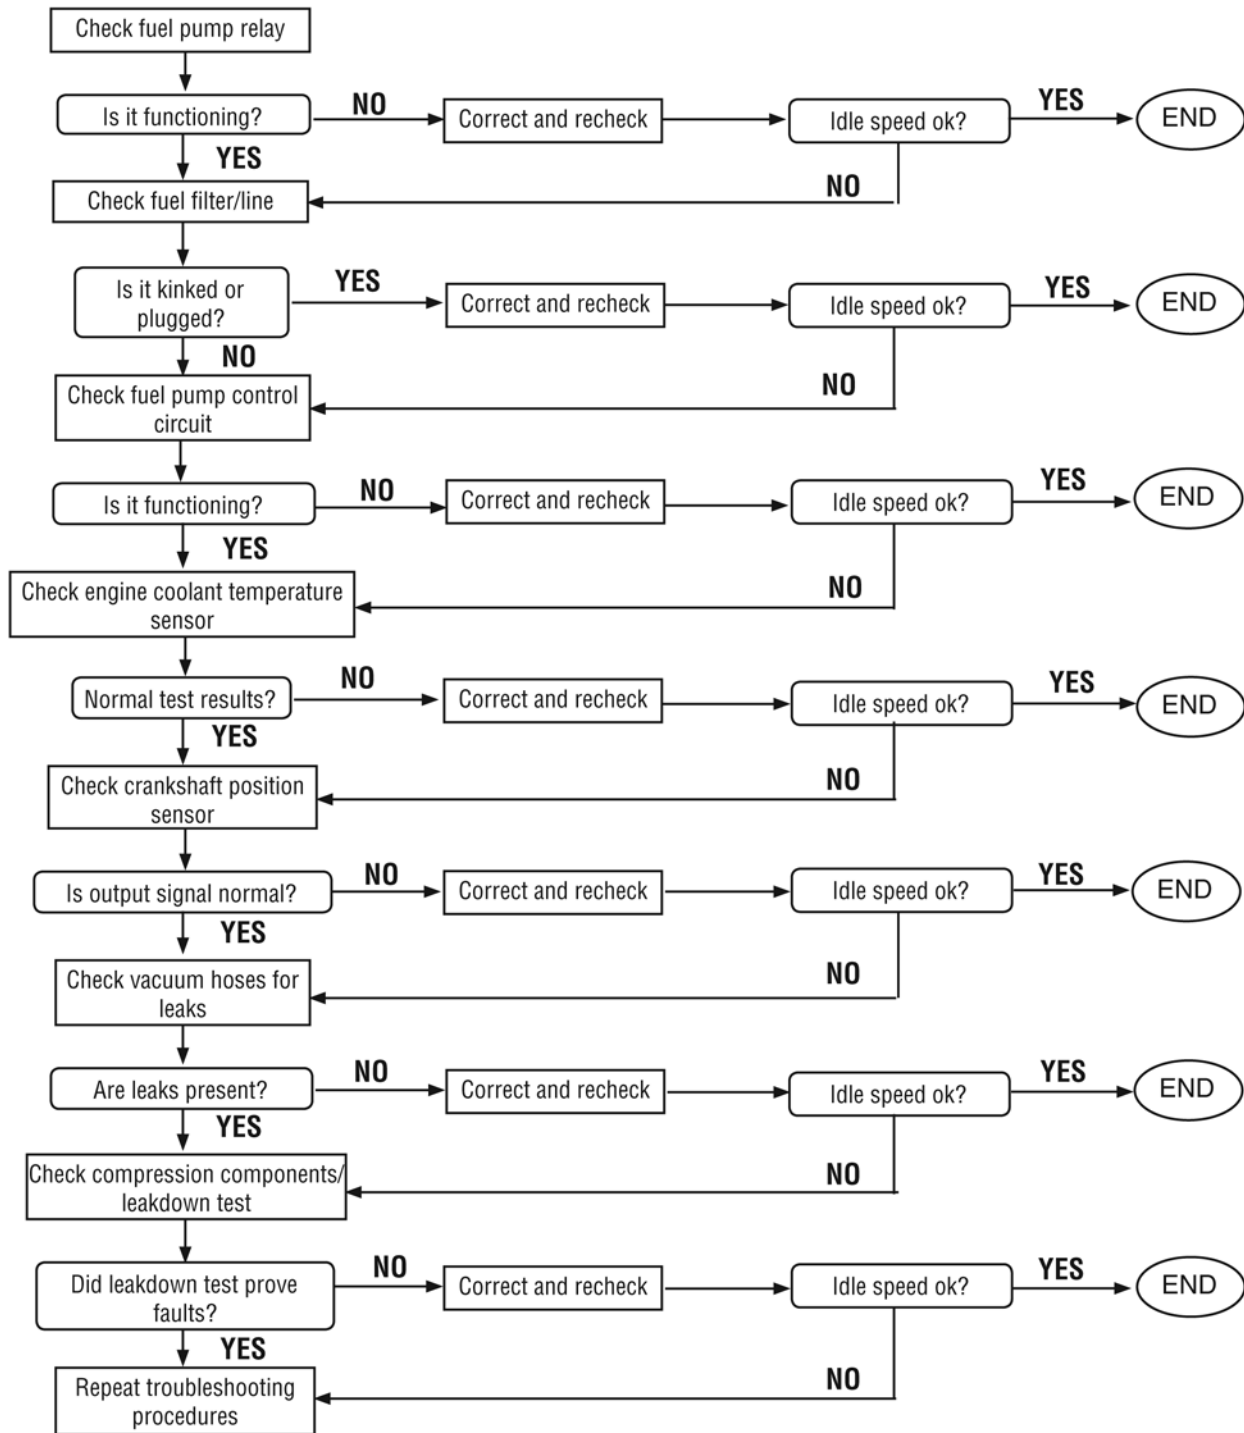 Check fuel pump relay
Is it functioning?
NO
Correct and recheck
Idle speed ok?
YES
END
YES
NO
Check fuel filter/line
Is it kinked or
plugged?
YES
Correct and recheck
Idle speed ok?
YES
END
NO
NO
Check fuel pump control
circuit
Is it functioning?
NO
Correct and recheck
Idle speed ok?
YES
END
YES
NO
Check engine coolant temperature
sensor
Normal test results?
NO
Correct and recheck
Idle speed ok?
YES
END
YES
NO
Check crankshaft position
sensor
Is output signal normal?
NO
Correct and recheck
Idle speed ok?
YES
END
YES
NO
Check vacuum hoses for
leaks
Are leaks present?
NO
Correct and recheck
Idle speed ok?
YES
END
YES
NO
Check compression components/
leakdown test
Did leakdown test prove
faults?
NO
Correct and recheck
Idle speed ok?
YES
END
YES
NO
Repeat troubleshooting
procedures